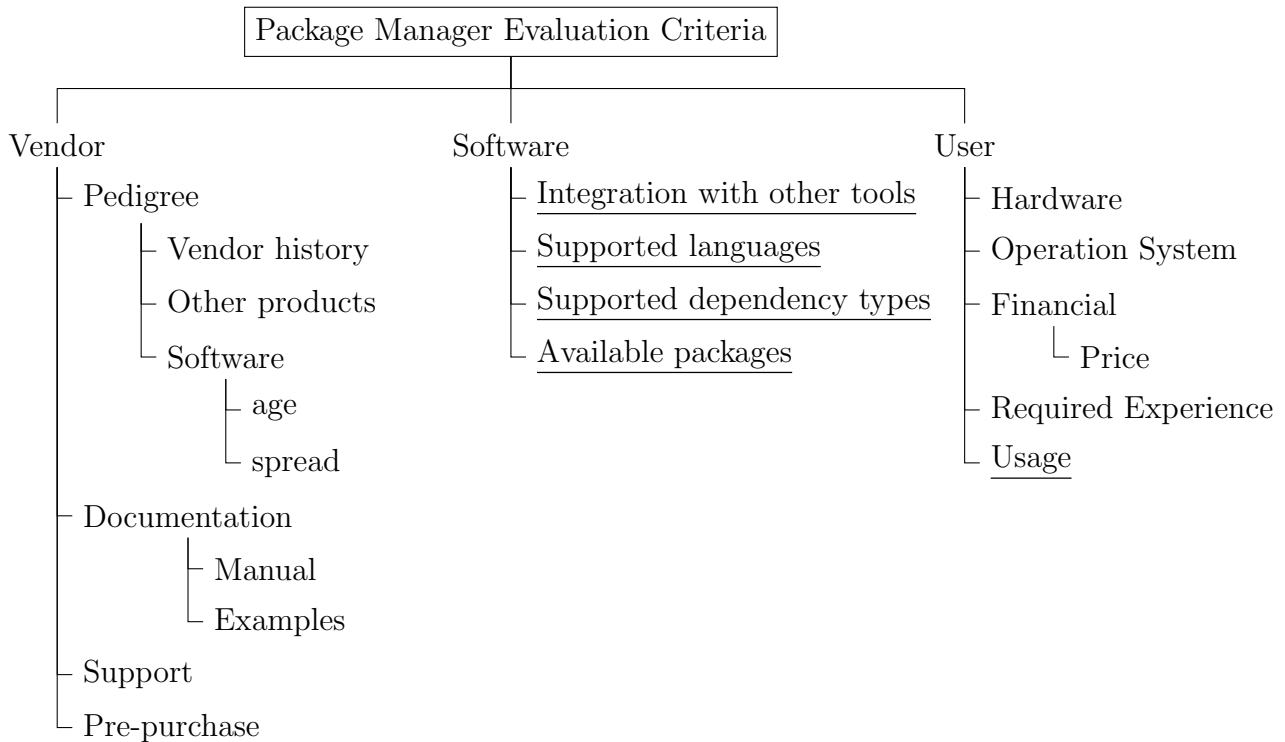 Package Manager Evaluation Criteria
Vendor
Pedigree
Vendor history
Other products
Software
age
spread
Documentation
Manual
Examples
Support
Pre-purchase
Software
Integration with other tools
Supported languages
Supported dependency types
Available packages
User
Hardware
Operation System
Financial
Price
Required Experience
Usage